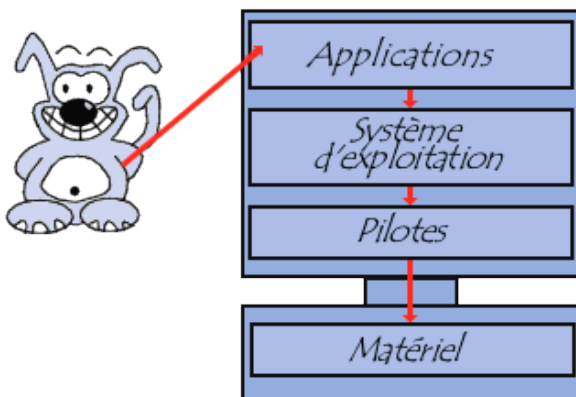 Applications
Système
d'exploitation
Pilotes
Matériel